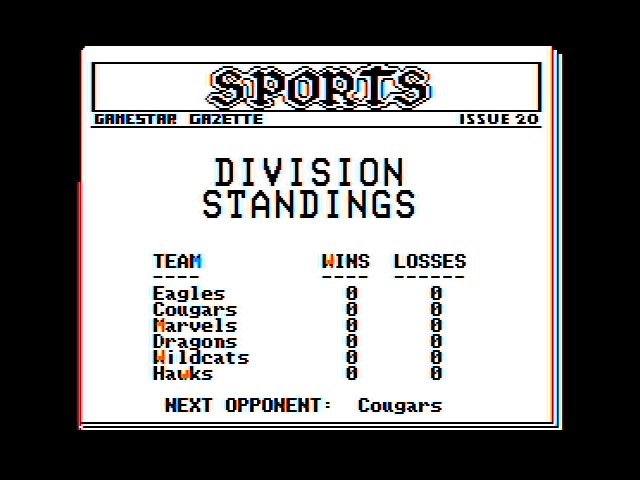 SPORTS
GAMESTAR GAZETTE ISSUE 20
DIVISION
STANDINGS
TEAM WINS LOSSES
---- ---- ------
Eagles 0 0
Cougars 0 0
Marvels 0 0
Dragons 0 0
Wildcats 0 0
Hawks 0 0
NEXT OPPONENT: Cougars